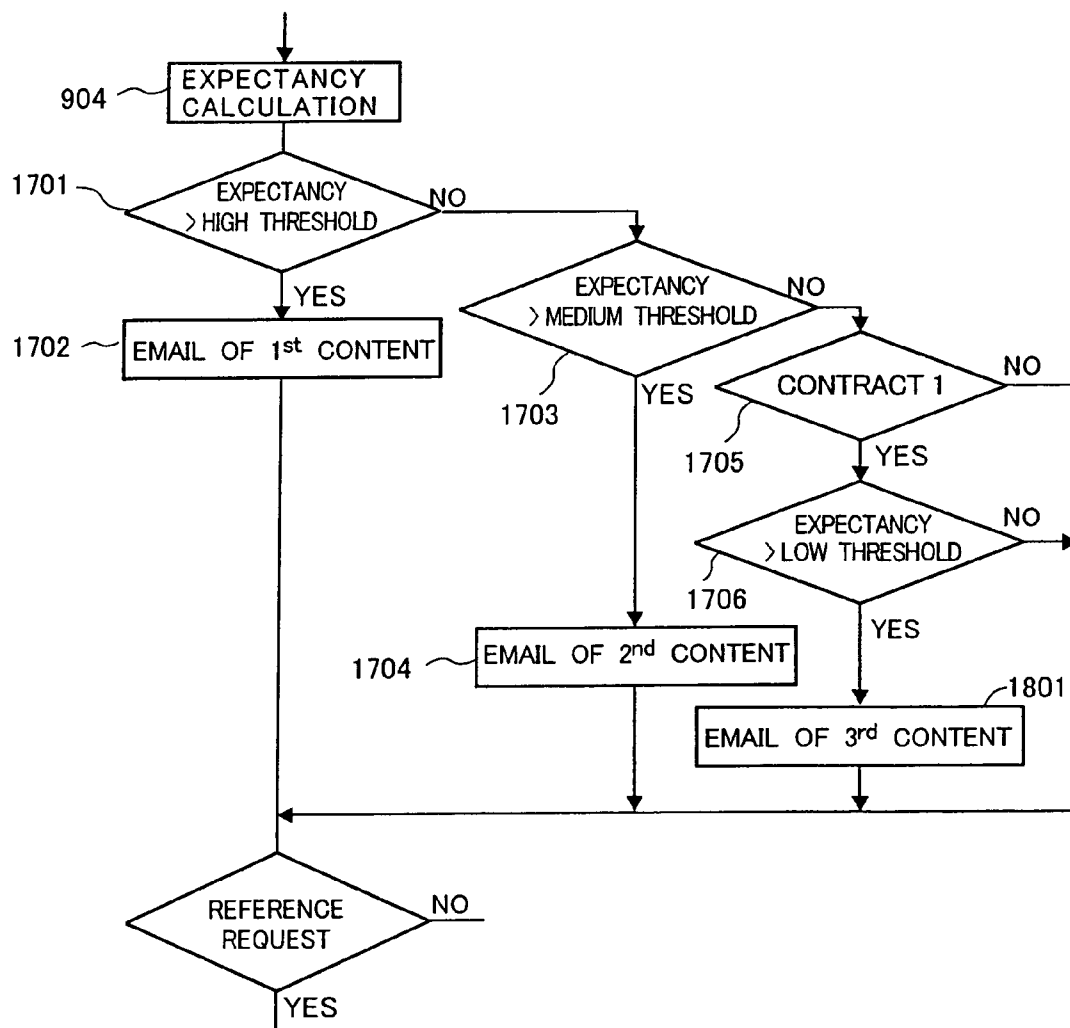 904
EXPECTANCY
CALCULATION
1701
EXPECTANCY
> HIGH THRESHOLD
NO
YES
1702
EMAIL OF 1st CONTENT
EXPECTANCY
> MEDIUM THRESHOLD
NO
1703
YES
CONTRACT 1
NO
1705
YES
EXPECTANCY
> LOW THRESHOLD
NO
1706
YES
1704
EMAIL OF 2nd CONTENT
1801
EMAIL OF 3rd CONTENT
REFERENCE
REQUEST
NO
YES